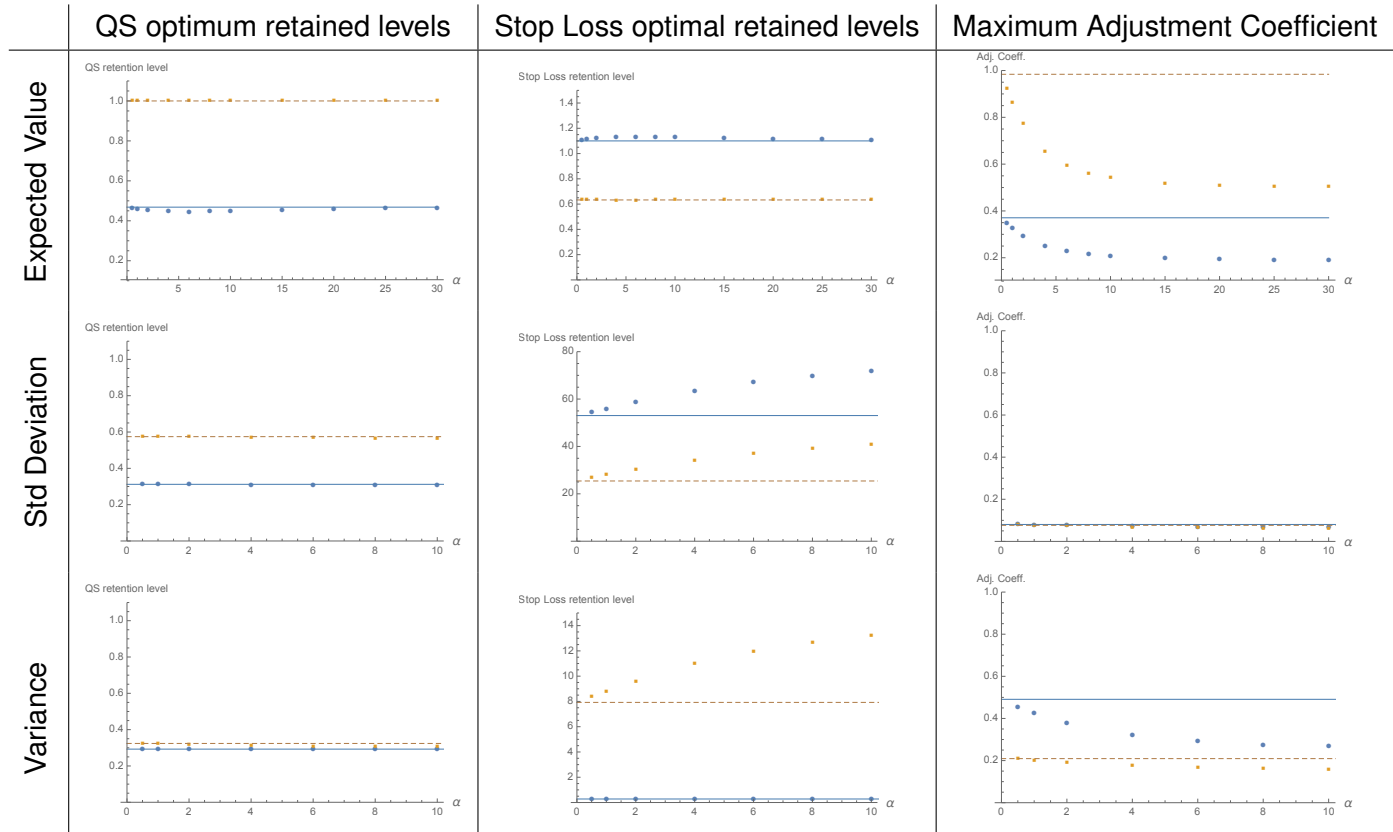 QS optimum retained levels
Stop Loss optimal retained levels
Maximum Adjustment Coefficient
Expected Value
QS retention level
1.0
0.8
0.6
0.4
0.2
5 10 15 20 25 30 α
Stop Loss retention level
1.4
1.2
1.0
0.8
0.6
0.4
0.2
0 5 10 15 20 25 30 α
Adj. Coeff.
1.0
0.8
0.6
0.4
0.2
0 5 10 15 20 25 30 α
Std Deviation
QS retention level
1.0
0.8
0.6
0.4
0.2
0 2 4 6 8 10 α
Stop Loss retention level
80
60
40
20
0 2 4 6 8 10 α
Adj. Coeff.
1.0
0.8
0.6
0.4
0.2
0 2 4 6 8 10 α
Variance
QS retention level
1.0
0.8
0.6
0.4
0.2
0 2 4 6 8 10 α
Stop Loss retention level
14
12
10
8
6
4
2
0 2 4 6 8 10 α
Adj. Coeff.
1.0
0.8
0.6
0.4
0.2
0 2 4 6 8 10 α